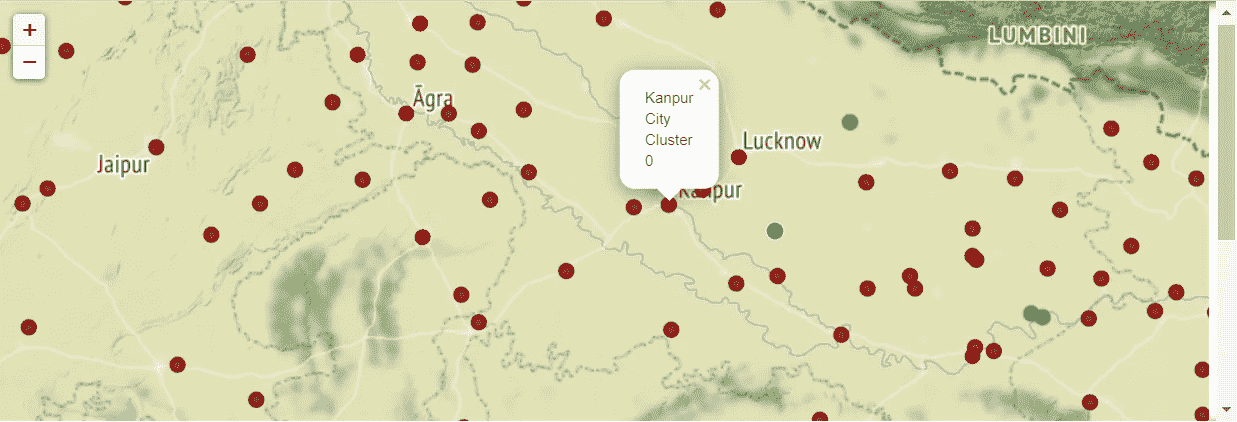 +
−
LUMBINI
Āgra
Kanpur
City
Cluster
0
×
Lucknow
Jaipur
Kanpur